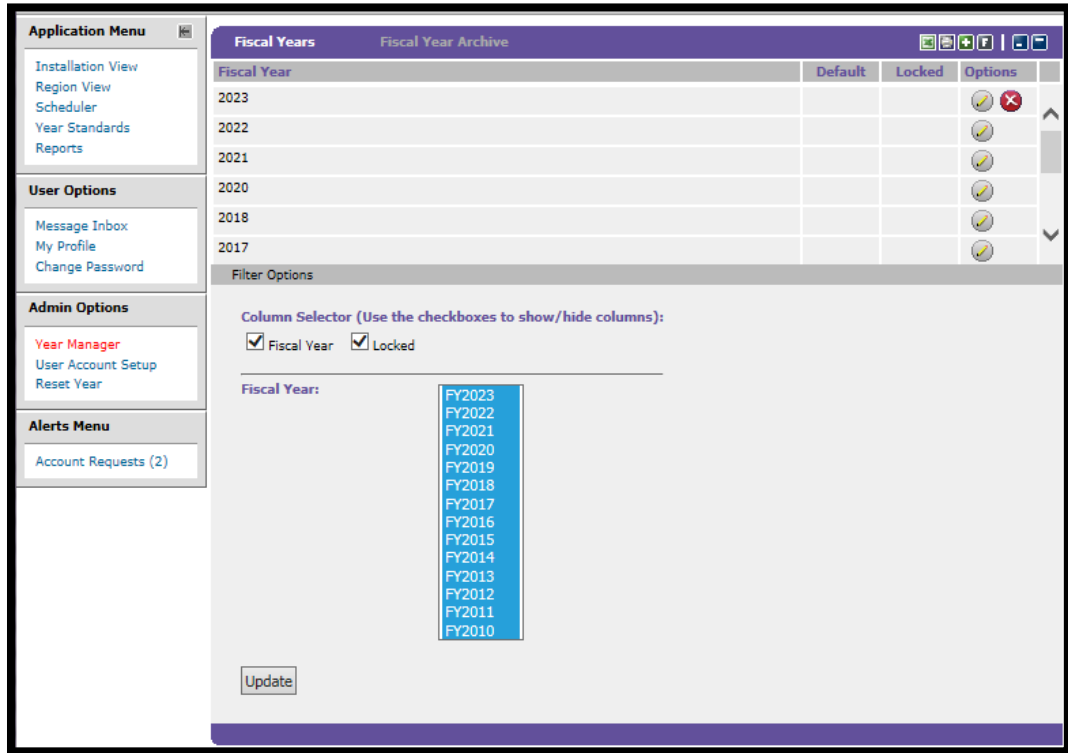 Application Menu
Installation View
Region View
Scheduler
Year Standards
Reports
User Options
Message Inbox
My Profile
Change Password
Admin Options
Year Manager
User Account Setup
Reset Year
Alerts Menu
Account Requests (2)
Fiscal Years Fiscal Year Archive F
Fiscal Year Default Locked Options
2023
2022
2021
2020
2018
2017
Filter Options
Column Selector (Use the checkboxes to show/hide columns):
Fiscal Year Locked
Fiscal Year:
FY2023
FY2022
FY2021
FY2020
FY2019
FY2018
FY2017
FY2016
FY2015
FY2014
FY2013
FY2012
FY2011
FY2010
Update